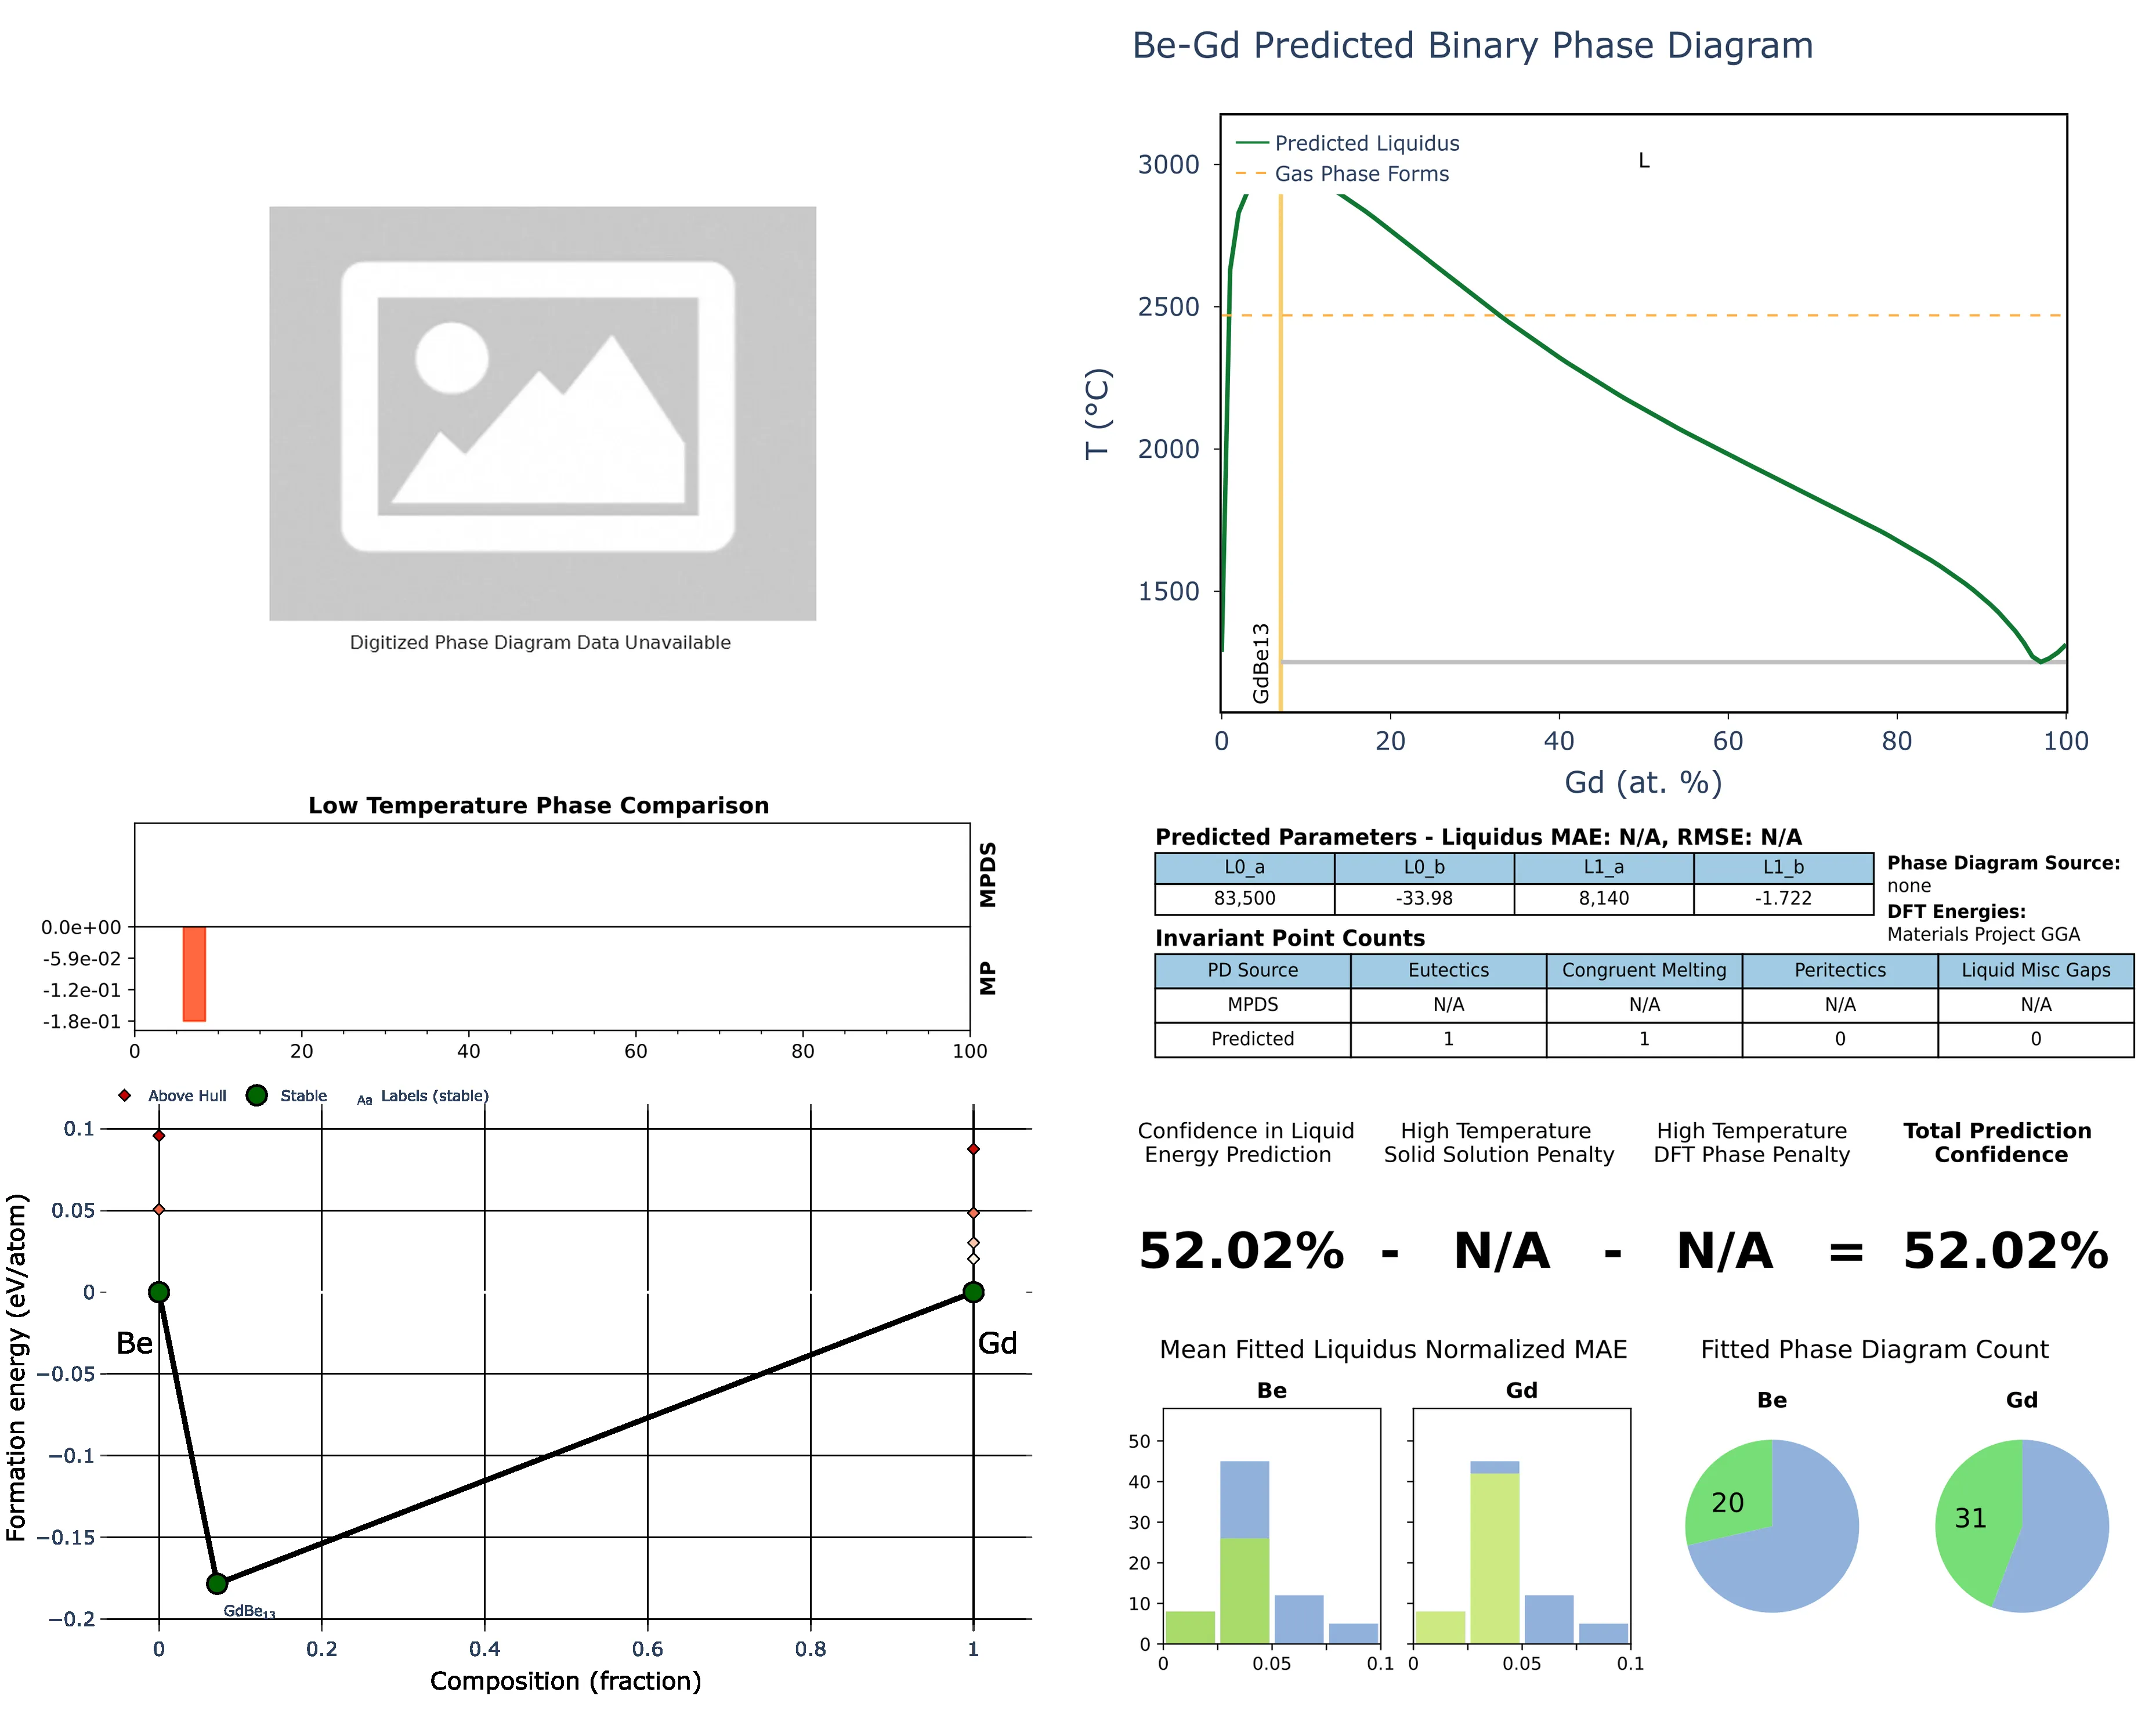 Be-Gd Predicted Binary Phase Diagram
Predicted Liquidus
Gas Phase Forms
L
3000
2500
2000
1500
T (°C)
GdBe13
0 20 40 60 80 100
Gd (at. %)
Digitized Phase Diagram Data Unavailable
Low Temperature Phase Comparison
MPDS
MP
0.0e+00
-5.9e-02
-1.2e-01
-1.8e-01
0 20 40 60 80 100
Predicted Parameters - Liquidus MAE: N/A, RMSE: N/A
L0_a L0_b L1_a L1_b
83,500 -33.98 8,140 -1.722
Phase Diagram Source:
none
DFT Energies:
Materials Project GGA
Invariant Point Counts
PD Source Eutectics Congruent Melting Peritectics Liquid Misc Gaps
MPDS N/A N/A N/A N/A
Predicted 1 1 0 0
Above Hull Stable Aa Labels (stable)
0.1
0.05
0
−0.05
−0.1
−0.15
−0.2
Formation energy (eV/atom)
Be
Gd
GdBe₁₃
0 0.2 0.4 0.6 0.8 1
Composition (fraction)
Confidence in Liquid
Energy Prediction
High Temperature
Solid Solution Penalty
High Temperature
DFT Phase Penalty
Total Prediction
Confidence
52.02% - N/A - N/A = 52.02%
Mean Fitted Liquidus Normalized MAE
Be
Gd
50
40
30
20
10
0
0 0.05 0.1
0 0.05 0.1
Fitted Phase Diagram Count
Be
Gd
20
31